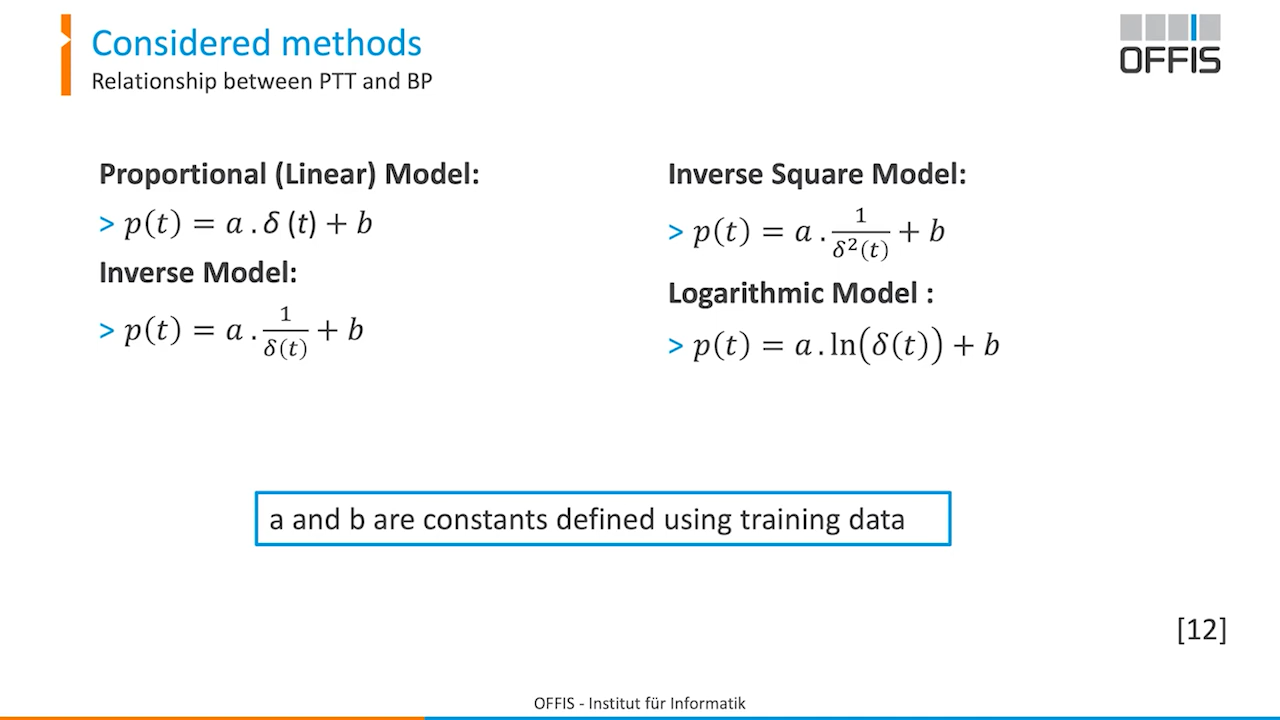 Considered methods
Relationship between PTT and BP
OFFIS
Proportional (Linear) Model:
> p(t) = a . δ (t) + b
Inverse Model:
> p(t) = a . 1/δ(t) + b
Inverse Square Model:
> p(t) = a . 1/δ²(t) + b
Logarithmic Model :
> p(t) = a . ln(δ(t)) + b
a and b are constants defined using training data
[12]
OFFIS - Institut für Informatik